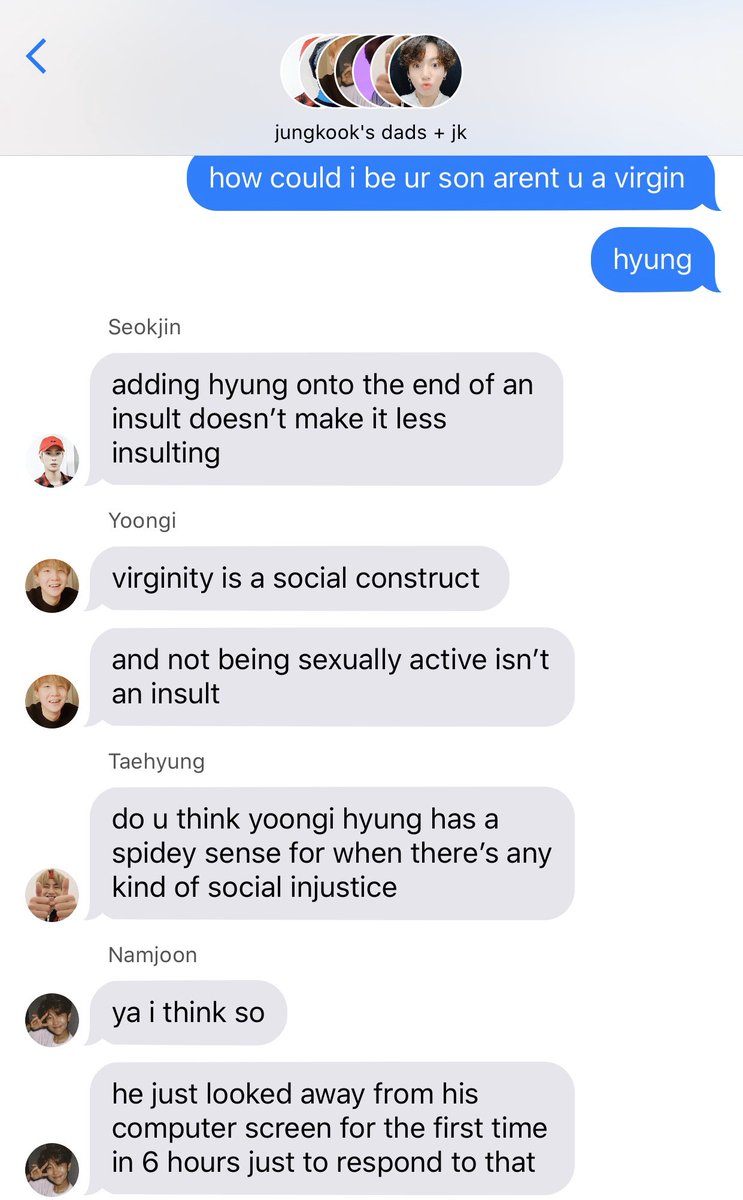 jungkook's dads + jk
how could i be ur son arent u a virgin
hyung
Seokjin
adding hyung onto the end of an
insult doesn’t make it less
insulting
Yoongi
virginity is a social construct
and not being sexually active isn’t
an insult
Taehyung
do u think yoongi hyung has a
spidey sense for when there’s any
kind of social injustice
Namjoon
ya i think so
he just looked away from his
computer screen for the first time
in 6 hours just to respond to that